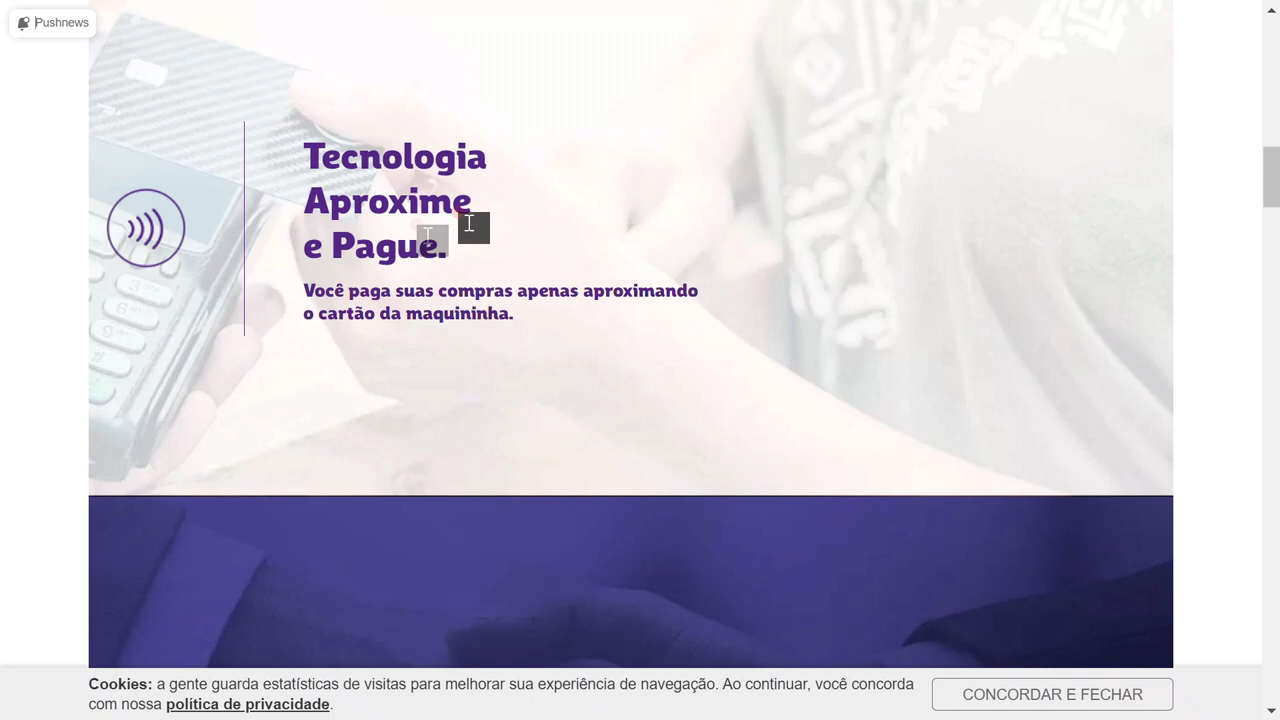 Pushnews
Tecnologia
Aproxime
e Pague.
Você paga suas compras apenas aproximando
o cartão da maquininha.
Cookies: a gente guarda estatísticas de visitas para melhorar sua experiência de navegação. Ao continuar, você concorda
com nossa política de privacidade.
CONCORDAR E FECHAR